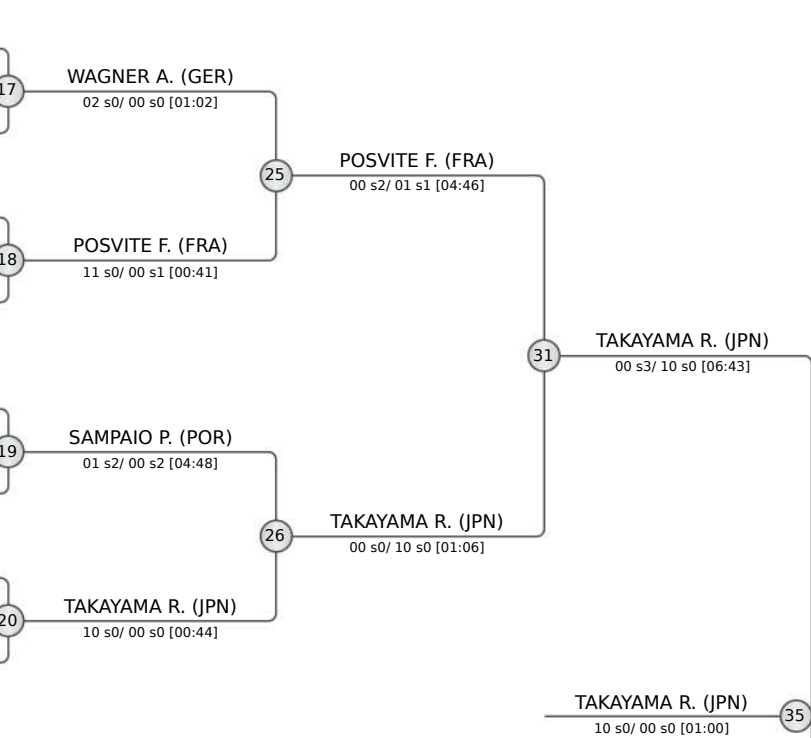 17
WAGNER A. (GER)
02 s0/ 00 s0 [01:02]
25
POSVITE F. (FRA)
00 s2/ 01 s1 [04:46]
18
POSVITE F. (FRA)
11 s0/ 00 s1 [00:41]
31
TAKAYAMA R. (JPN)
00 s3/ 10 s0 [06:43]
19
SAMPAIO P. (POR)
01 s2/ 00 s2 [04:48]
26
TAKAYAMA R. (JPN)
00 s0/ 10 s0 [01:06]
20
TAKAYAMA R. (JPN)
10 s0/ 00 s0 [00:44]
TAKAYAMA R. (JPN)
10 s0/ 00 s0 [01:00]
35